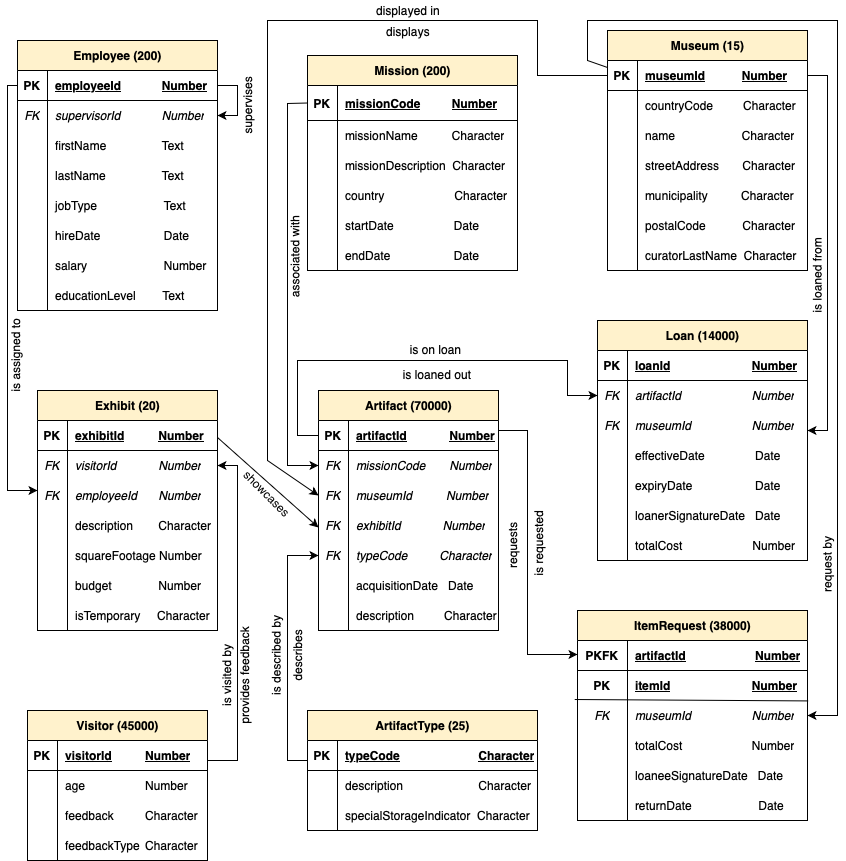 displayed in
displays
Employee (200)
PK employeeId Number
FK supervisorId Number
firstName Text
lastName Text
jobType Text
hireDate Date
salary Number
educationLevel Text
supervises
Mission (200)
PK missionCode Number
missionName Character
missionDescription Character
country Character
startDate Date
endDate Date
associated with
Museum (15)
PK museumId Number
countryCode Character
name Character
streetAddress Character
municipality Character
postalCode Character
curatorLastName Character
is loaned from
is assigned to
is on loan
is loaned out
Loan (14000)
PK loanId Number
FK artifactId Number
FK museumId Number
effectiveDate Date
expiryDate Date
loanerSignatureDate Date
totalCost Number
Exhibit (20)
PK exhibitId Number
FK visitorId Number
FK employeeId Number
description Character
squareFootage Number
budget Number
isTemporary Character
showcases
Artifact (70000)
PK artifactId Number
FK missionCode Number
FK museumId Number
FK exhibitId Number
FK typeCode Character
acquisitionDate Date
description Character
requests
is requested
request by
is visited by
provides feedback
is described by
describes
ItemRequest (38000)
PKFK artifactId Number
PK itemId Number
FK museumId Number
totalCost Number
loaneeSignatureDate Date
returnDate Date
Visitor (45000)
PK visitorId Number
age Number
feedback Character
feedbackType Character
ArtifactType (25)
PK typeCode Character
description Character
specialStorageIndicator Character